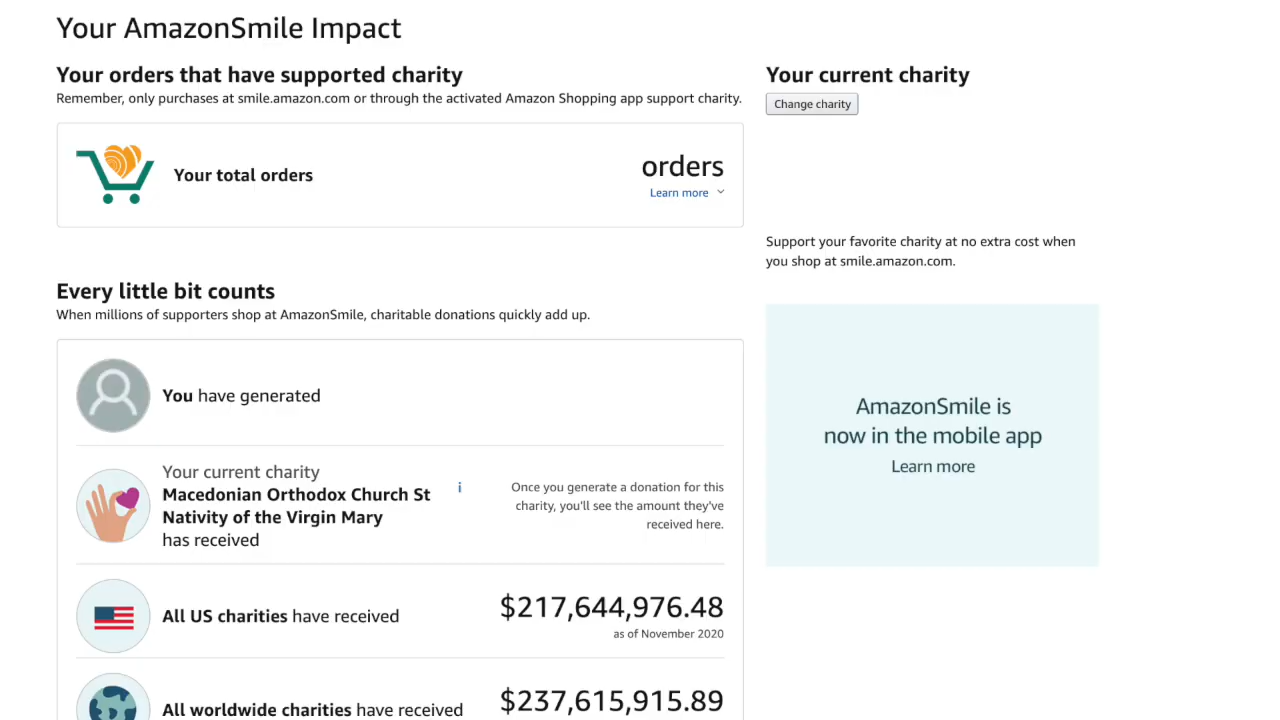 Your AmazonSmile Impact
Your orders that have supported charity
Remember, only purchases at smile.amazon.com or through the activated Amazon Shopping app support charity.
Your total orders
orders
Learn more
Every little bit counts
When millions of supporters shop at AmazonSmile, charitable donations quickly add up.
You have generated
Your current charity
Macedonian Orthodox Church St
Nativity of the Virgin Mary
has received
i
Once you generate a donation for this
charity, you'll see the amount they've
received here.
All US charities have received
$217,644,976.48
as of November 2020
All worldwide charities have received
$237,615,915.89
Your current charity
Change charity
Support your favorite charity at no extra cost when
you shop at smile.amazon.com.
AmazonSmile is
now in the mobile app
Learn more